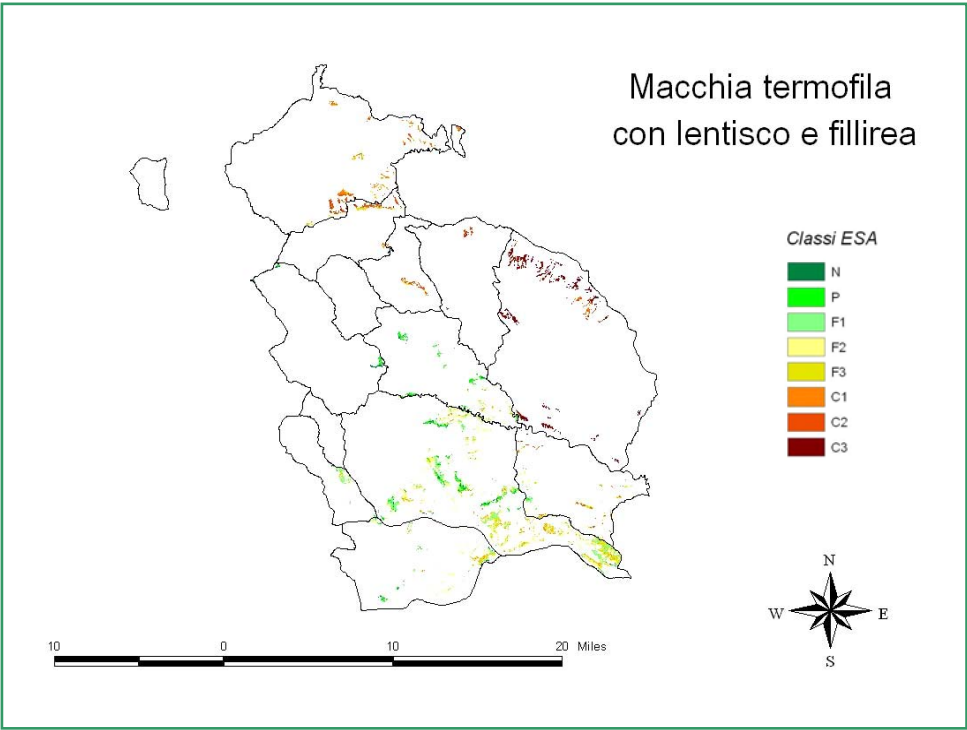 Macchia termofila
con lentisco e fillirea
Classi ESA
N
P
F1
F2
F3
C1
C2
C3
N
W E
S
10 0 10 20 Miles